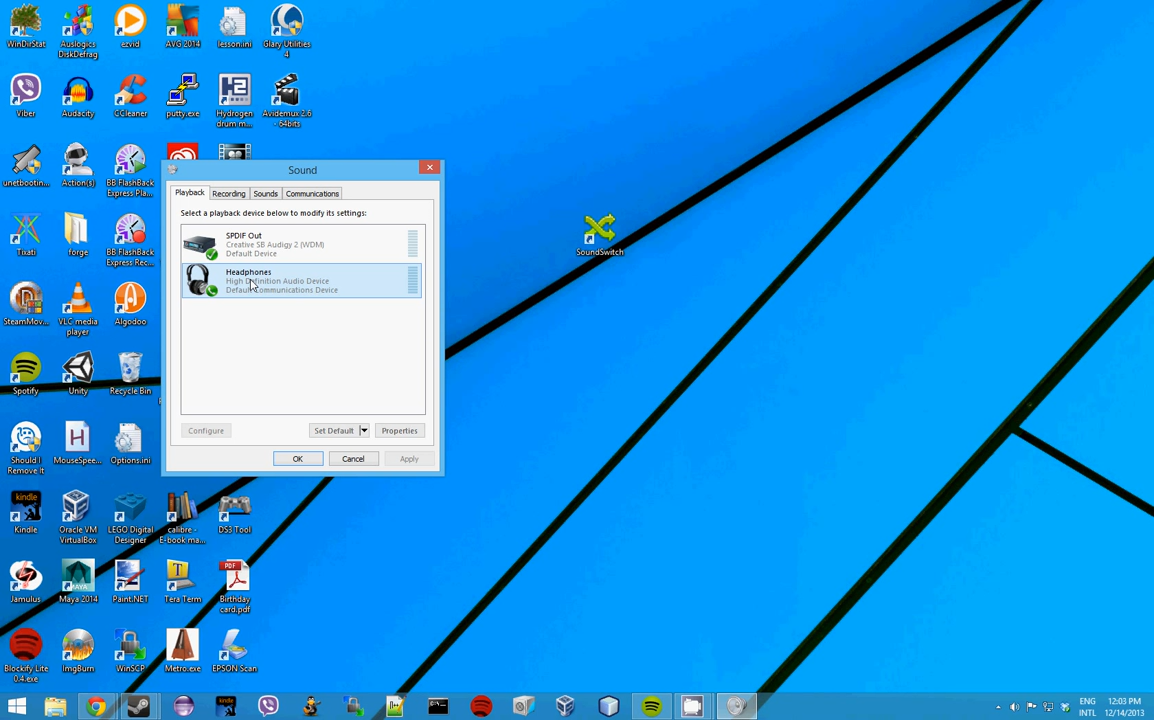 WinDirStat
Auslogics
DiskDefrag
ezvid
AVG 2014
lesson.ini
Glary Utilities
4
Viber
Audacity
CCleaner
putty.exe
Hydrogen
drum m...
Avidemux 2.6
- 64bits
unetbootin...
Action(s)
BB FlashBack
Express Pla...
Sound
Playback
Recording
Sounds
Communications
Select a playback device below to modify its settings:
SPDIF Out
Creative SB Audigy 2 (WDM)
Default Device
Headphones
High Definition Audio Device
Default Communications Device
Configure
Set Default
Properties
OK
Cancel
Apply
SoundSwitch
Tixati
forge
BB FlashBack
Express Rec...
SteamMov...
VLC media
player
Algodoo
Spotify
Unity
Recycle Bin
Should I
Remove It
MouseSpee...
Options.ini
kindle
Kindle
Oracle VM
VirtualBox
LEGO Digital
Designer
calibre -
E-book ma...
DS3 Tool
Jamulus
Maya 2014
Paint.NET
Tera Term
PDF
Birthday
card.pdf
Blockify Lite
0.4.exe
ImgBurn
WinSCP
Metro.exe
EPSON Scan
ENG
INTL
12:03 PM
12/14/2013